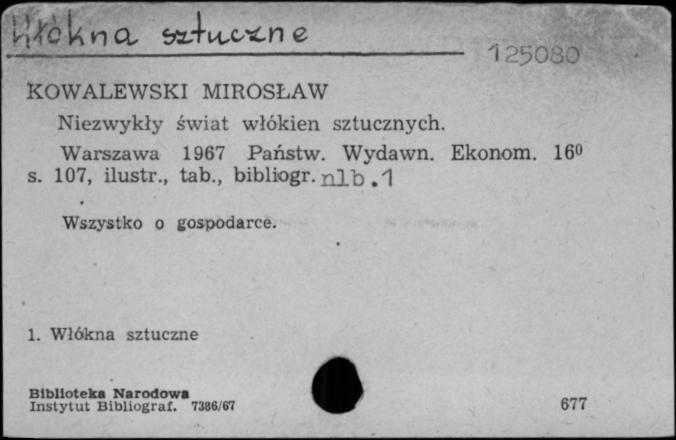 Włókna sztuczne
125080
KOWALEWSKI MIROSŁAW
Niezwykły świat włókien sztucznych.
Warszawa 1967 Państw. Wydawn. Ekonom. 16⁰
s. 107, ilustr., tab., bibliogr. nlb.1
Wszystko o gospodarce.
1. Włókna sztuczne
Biblioteka Narodowa
Instytut Bibliograf. 7386/67
677